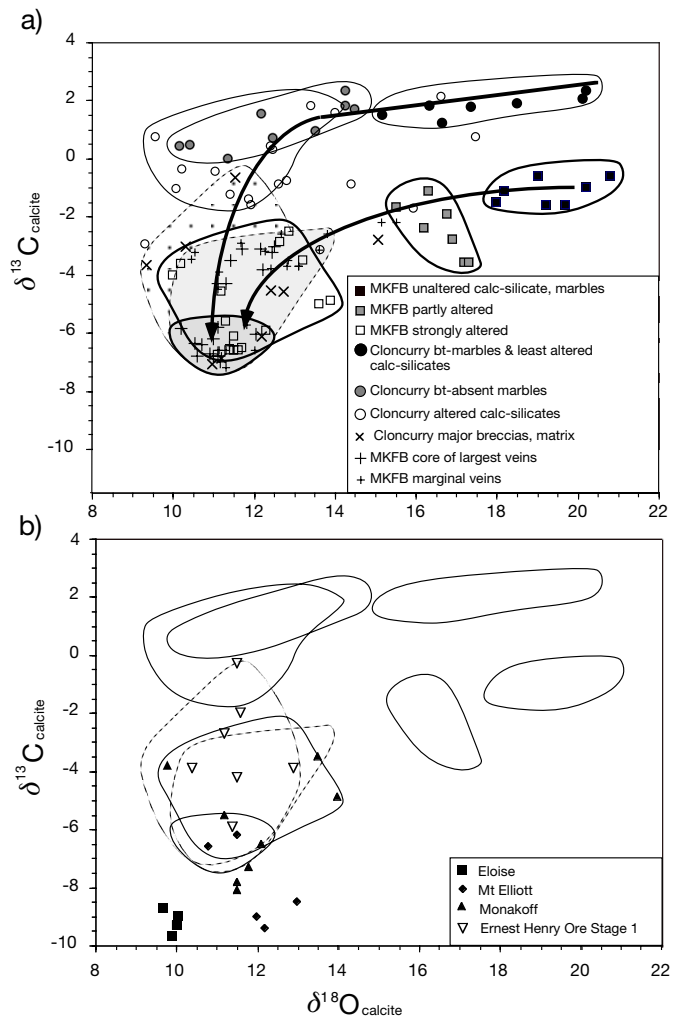 a)
4
2
0
-2
-4
-6
-8
-10
δ¹³C calcite
MKFB unaltered calc-silicate, marbles
MKFB partly altered
MKFB strongly altered
Cloncurry bt-marbles & least altered
calc-silicates
Cloncurry bt-absent marbles
Cloncurry altered calc-silicates
Cloncurry major breccias, matrix
MKFB core of largest veins
MKFB marginal veins
8 10 12 14 16 18 20 22
b)
4
2
0
-2
-4
-6
-8
-10
δ¹³C calcite
Eloise
Mt Elliott
Monakoff
Ernest Henry Ore Stage 1
8 10 12 14 16 18 20 22
δ¹⁸O calcite